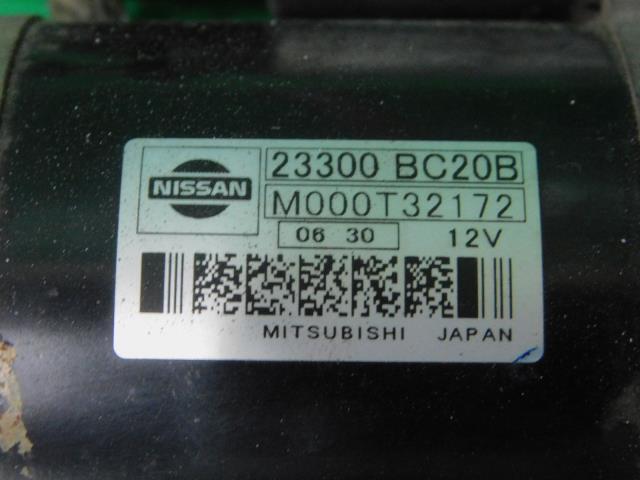 NISSAN
23300 BC20B
M000T32172
06 30
12V
MITSUBISHI JAPAN